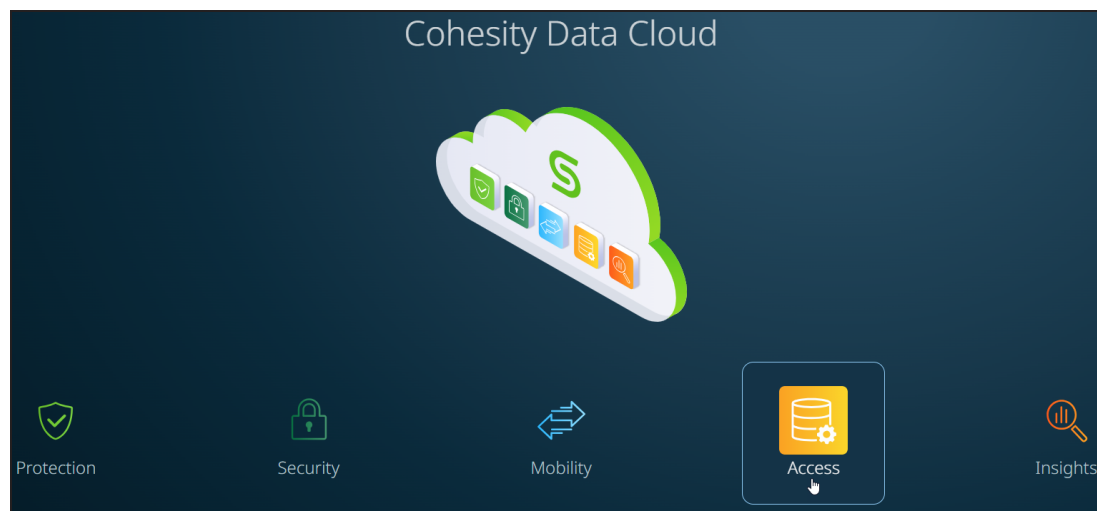 Cohesity Data Cloud
Protection
Security
Mobility
Access
Insights